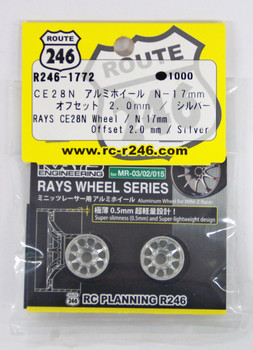 ROUTE
246
R246-1772 ●1000
CE28N アルミホイール N-17mm
オフセット 2.0mm / シルバー
RAYS CE28N Wheel / N-17mm
Offset 2.0 mm / Silver
www.rc-r246.com
ENGINEERING
for MR-03/02/015
RAYS WHEEL SERIES
ミニッツレーサー用アルミホイール Aluminum Wheel for MINI-Z Racer
極薄0.5mm超軽量設計!
Super-slimness (0.5mm) and Super-lightweight design
246
RC PLANNING R246